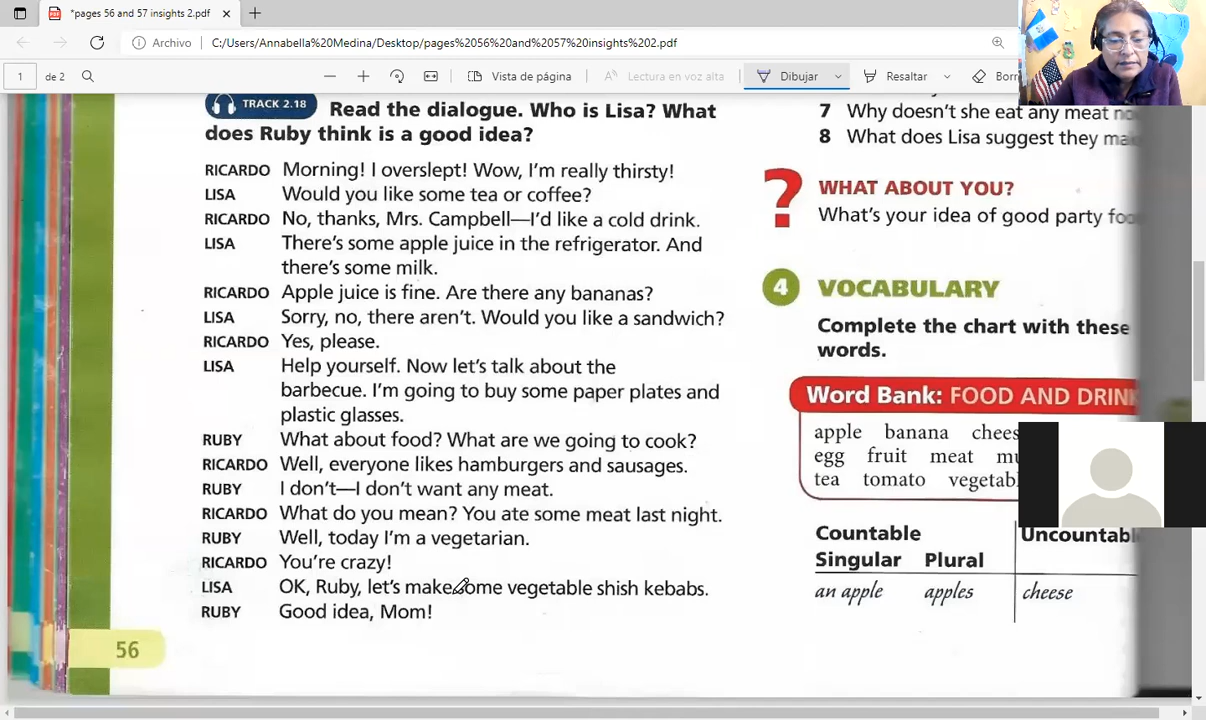 *pages 56 and 57 insights 2.pdf
Archivo
C:/Users/Annabella%20Medina/Desktop/pages%2056%20and%2057%20insights%202.pdf
1
de 2
Vista de página
Lectura en voz alta
Dibujar
Resaltar
TRACK 2.18
Read the dialogue. Who is Lisa? What
does Ruby think is a good idea?
RICARDO Morning! I overslept! Wow, I'm really thirsty!
LISA Would you like some tea or coffee?
RICARDO No, thanks, Mrs. Campbell—I'd like a cold drink.
LISA There's some apple juice in the refrigerator. And
there's some milk.
RICARDO Apple juice is fine. Are there any bananas?
LISA Sorry, no, there aren't. Would you like a sandwich?
RICARDO Yes, please.
LISA Help yourself. Now let's talk about the
barbecue. I'm going to buy some paper plates and
plastic glasses.
RUBY What about food? What are we going to cook?
RICARDO Well, everyone likes hamburgers and sausages.
RUBY I don't—I don't want any meat.
RICARDO What do you mean? You ate some meat last night.
RUBY Well, today I'm a vegetarian.
RICARDO You're crazy!
LISA OK, Ruby, let's make some vegetable shish kebabs.
RUBY Good idea, Mom!
56
7 Why doesn't she eat any meat
8 What does Lisa suggest they
?
WHAT ABOUT YOU?
What's your idea of good party
4 VOCABULARY
Complete the chart with these
words.
Word Bank: FOOD AND DRIN
apple banana chees
egg fruit meat
tea tomato vegetab
Countable
Uncountab
Singular Plural
an apple apples cheese